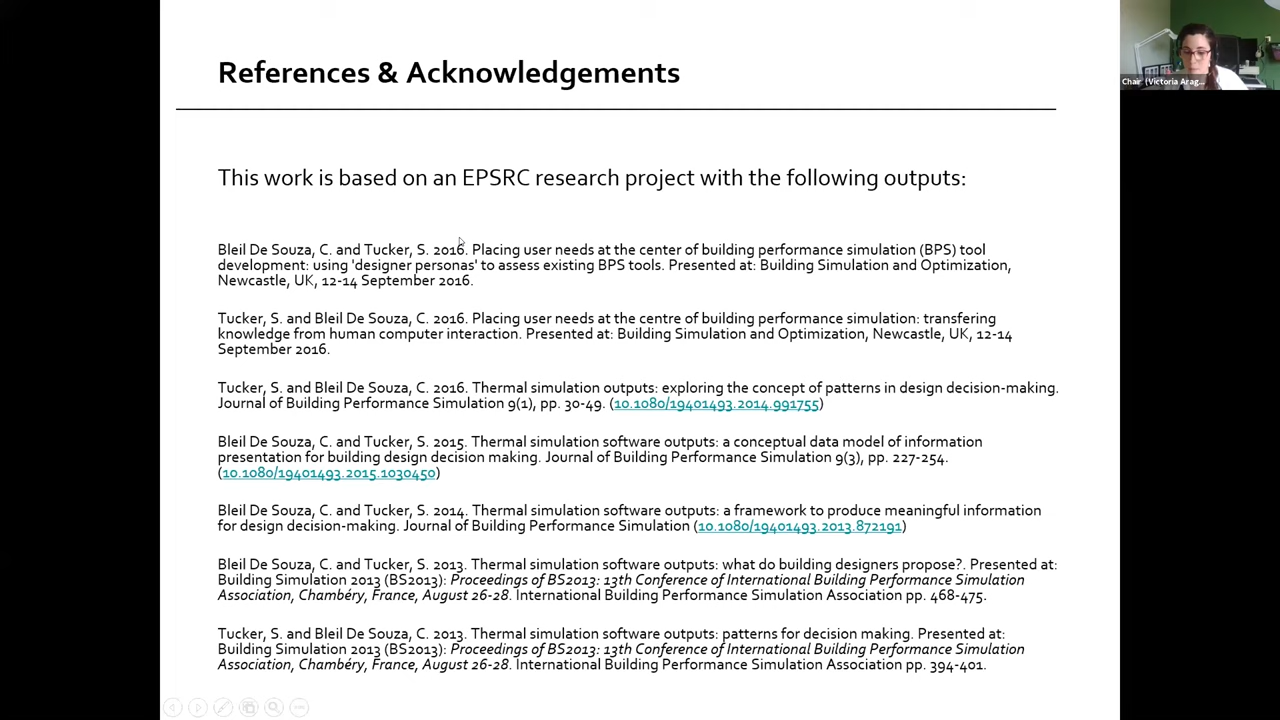 References & Acknowledgements
Chair (Victoria Arag...
This work is based on an EPSRC research project with the following outputs:
Bleil De Souza, C. and Tucker, S. 2016. Placing user needs at the center of building performance simulation (BPS) tool
development: using 'designer personas' to assess existing BPS tools. Presented at: Building Simulation and Optimization,
Newcastle, UK, 12-14 September 2016.
Tucker, S. and Bleil De Souza, C. 2016. Placing user needs at the centre of building performance simulation: transfering
knowledge from human computer interaction. Presented at: Building Simulation and Optimization, Newcastle, UK, 12-14
September 2016.
Tucker, S. and Bleil De Souza, C. 2016. Thermal simulation outputs: exploring the concept of patterns in design decision-making.
Journal of Building Performance Simulation 9(1), pp. 30-49. (10.1080/19401493.2014.991755)
Bleil De Souza, C. and Tucker, S. 2015. Thermal simulation software outputs: a conceptual data model of information
presentation for building design decision making. Journal of Building Performance Simulation 9(3), pp. 227-254.
(10.1080/19401493.2015.1030450)
Bleil De Souza, C. and Tucker, S. 2014. Thermal simulation software outputs: a framework to produce meaningful information
for design decision-making. Journal of Building Performance Simulation (10.1080/19401493.2013.872191)
Bleil De Souza, C. and Tucker, S. 2013. Thermal simulation software outputs: what do building designers propose?. Presented at:
Building Simulation 2013 (BS2013): Proceedings of BS2013: 13th Conference of International Building Performance Simulation
Association, Chambéry, France, August 26-28. International Building Performance Simulation Association pp. 468-475.
Tucker, S. and Bleil De Souza, C. 2013. Thermal simulation software outputs: patterns for decision making. Presented at:
Building Simulation 2013 (BS2013): Proceedings of BS2013: 13th Conference of International Building Performance Simulation
Association, Chambéry, France, August 26-28. International Building Performance Simulation Association pp. 394-401.